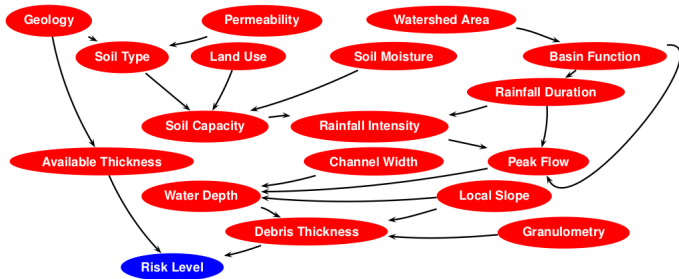 Geology
Permeability
Watershed Area
Soil Type
Land Use
Soil Moisture
Basin Function
Rainfall Duration
Soil Capacity
Rainfall Intensity
Available Thickness
Channel Width
Peak Flow
Water Depth
Local Slope
Debris Thickness
Granulometry
Risk Level